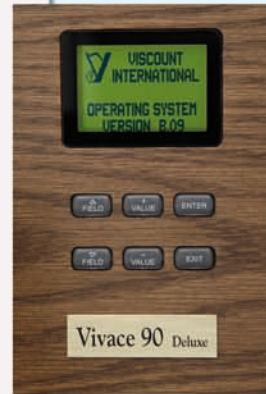 VISCOUNT
INTERNATIONAL
OPERATING SYSTEM
VERSION 8.09
FIELD
+
VALUE
ENTER
FIELD
-
VALUE
EXIT
Vivace 90 Deluxe